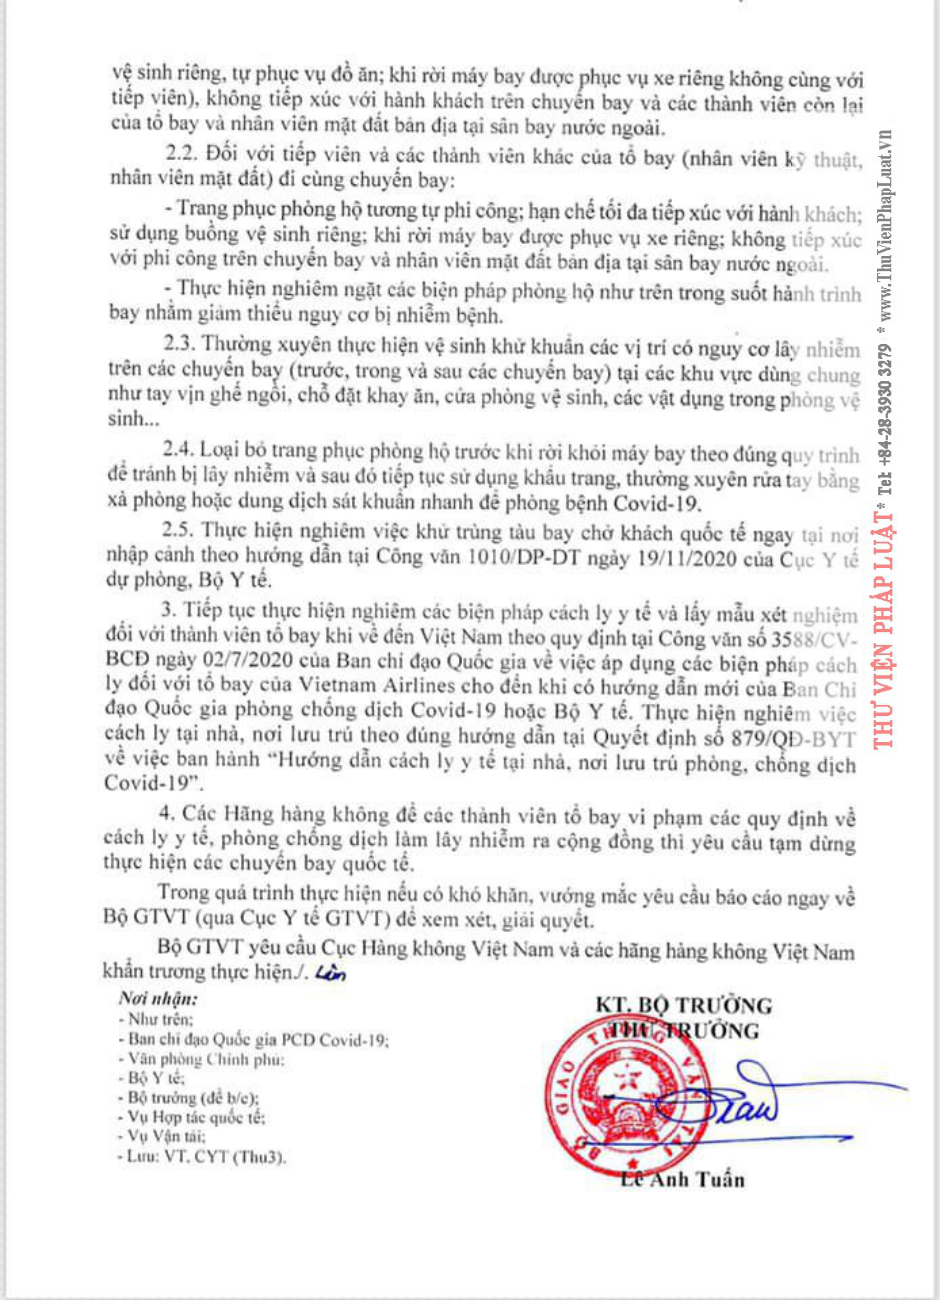 vệ sinh riêng, tự phục vụ đồ ăn; khi rời máy bay được phục vụ xe riêng không cùng với
tiếp viên), không tiếp xúc với hành khách trên chuyến bay và các thành viên còn lại
của tổ bay và nhân viên mặt đất bản địa tại sân bay nước ngoài.
2.2. Đối với tiếp viên và các thành viên khác của tổ bay (nhân viên kỹ thuật,
nhân viên mặt đất) đi cùng chuyến bay:
- Trang phục phòng hộ tương tự phi công; hạn chế tối đa tiếp xúc với hành khách;
sử dụng buồng vệ sinh riêng; khi rời máy bay được phục vụ xe riêng; không tiếp xúc
với phi công trên chuyến bay và nhân viên mặt đất bản địa tại sân bay nước ngoài.
- Thực hiện nghiêm ngặt các biện pháp phòng hộ như trên trong suốt hành trình
bay nhằm giảm thiểu nguy cơ bị nhiễm bệnh.
2.3. Thường xuyên thực hiện vệ sinh khử khuẩn các vị trí có nguy cơ lây nhiễm
trên các chuyến bay (trước, trong và sau các chuyến bay) tại các khu vực dùng chung
như tay vịn ghế ngồi, chỗ đặt khay ăn, cửa phòng vệ sinh, các vật dụng trong phòng vệ
sinh...
2.4. Loại bỏ trang phục phòng hộ trước khi rời khỏi máy bay theo đúng quy trình
để tránh bị lây nhiễm và sau đó tiếp tục sử dụng khẩu trang, thường xuyên rửa tay bằng
xà phòng hoặc dung dịch sát khuẩn nhanh để phòng bệnh Covid-19.
2.5. Thực hiện nghiêm việc khử trùng tàu bay chở khách quốc tế ngay tại nơi
nhập cảnh theo hướng dẫn tại Công văn 1010/DP-DT ngày 19/11/2020 của Cục Y tế
dự phòng, Bộ Y tế.
3. Tiếp tục thực hiện nghiêm các biện pháp cách ly y tế và lấy mẫu xét nghiệm
đối với thành viên tổ bay khi về đến Việt Nam theo quy định tại Công văn số 3588/CV-
BCĐ ngày 02/7/2020 của Ban chỉ đạo Quốc gia về việc áp dụng các biện pháp cách
ly đối với tổ bay của Vietnam Airlines cho đến khi có hướng dẫn mới của Ban Chỉ
đạo Quốc gia phòng chống dịch Covid-19 hoặc Bộ Y tế. Thực hiện nghiêm việc
cách ly tại nhà, nơi lưu trú theo đúng hướng dẫn tại Quyết định số 879/QĐ-BYT
về việc ban hành “Hướng dẫn cách ly y tế tại nhà, nơi lưu trú phòng, chống dịch
Covid-19”.
4. Các Hãng hàng không để các thành viên tổ bay vi phạm các quy định về
cách ly y tế, phòng chống dịch làm lây nhiễm ra cộng đồng thì yêu cầu tạm dừng
thực hiện các chuyến bay quốc tế.
Trong quá trình thực hiện nếu có khó khăn, vướng mắc yêu cầu báo cáo ngay về
Bộ GTVT (qua Cục Y tế GTVT) để xem xét, giải quyết.
Bộ GTVT yêu cầu Cục Hàng không Việt Nam và các hãng hàng không Việt Nam
khẩn trương thực hiện./.
Nơi nhận:
- Như trên;
- Ban chỉ đạo Quốc gia PCD Covid-19;
- Văn phòng Chính phủ;
- Bộ Y tế;
- Bộ trưởng (để b/c);
- Vụ Hợp tác quốc tế;
- Vụ Vận tải;
- Lưu: VT, CYT (Thu3).
KT. BỘ TRƯỞNG
THỨ TRƯỞNG
BỘ GIAO THÔNG VẬN TẢI
Lê Anh Tuấn
THƯ VIỆN PHÁP LUẬT * Tel: +84-28-3930 3279 * www.ThuVienPhapLuat.vn